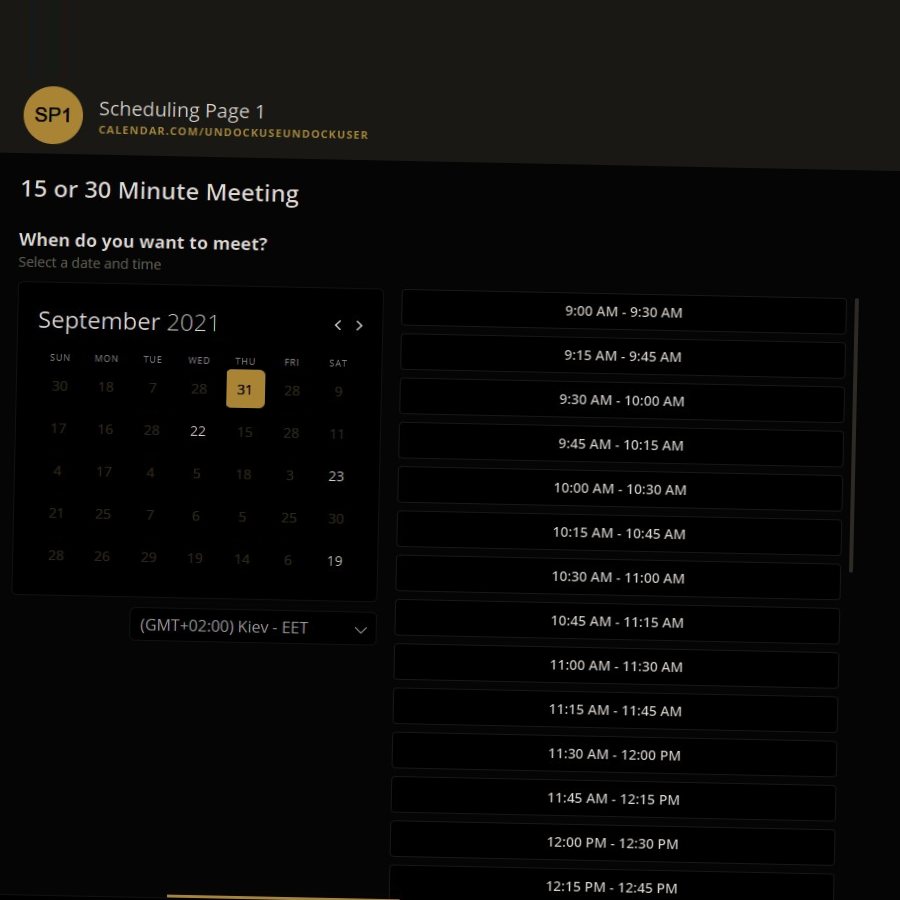 SP1
Scheduling Page 1
CALENDAR.COM/UNDOCKUSEUNDOCKUSER
15 or 30 Minute Meeting
When do you want to meet?
Select a date and time
September 2021
SUN MON TUE WED THU FRI SAT
30 18 7 28 31 28 9
17 16 28 22 15 28 11
4 17 4 5 18 3 23
21 25 7 6 5 25 30
28 26 29 19 14 6 19
(GMT+02:00) Kiev - EET
9:00 AM - 9:30 AM
9:15 AM - 9:45 AM
9:30 AM - 10:00 AM
9:45 AM - 10:15 AM
10:00 AM - 10:30 AM
10:15 AM - 10:45 AM
10:30 AM - 11:00 AM
10:45 AM - 11:15 AM
11:00 AM - 11:30 AM
11:15 AM - 11:45 AM
11:30 AM - 12:00 PM
11:45 AM - 12:15 PM
12:00 PM - 12:30 PM
12:15 PM - 12:45 PM